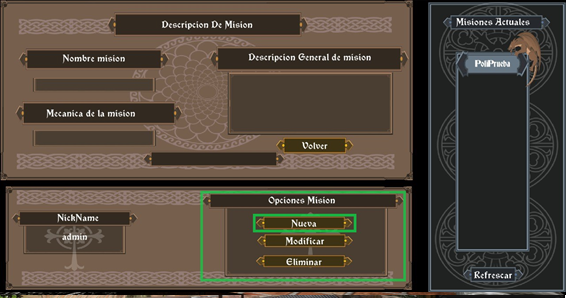 Descripcion De Mision
Nombre mision
Descripcion General de mision
Mecanica de la mision
Volver
Opciones Mision
NickName
admin
Nueva
Modificar
Eliminar
Misiones Actuales
PoliPrueba
Refrescar